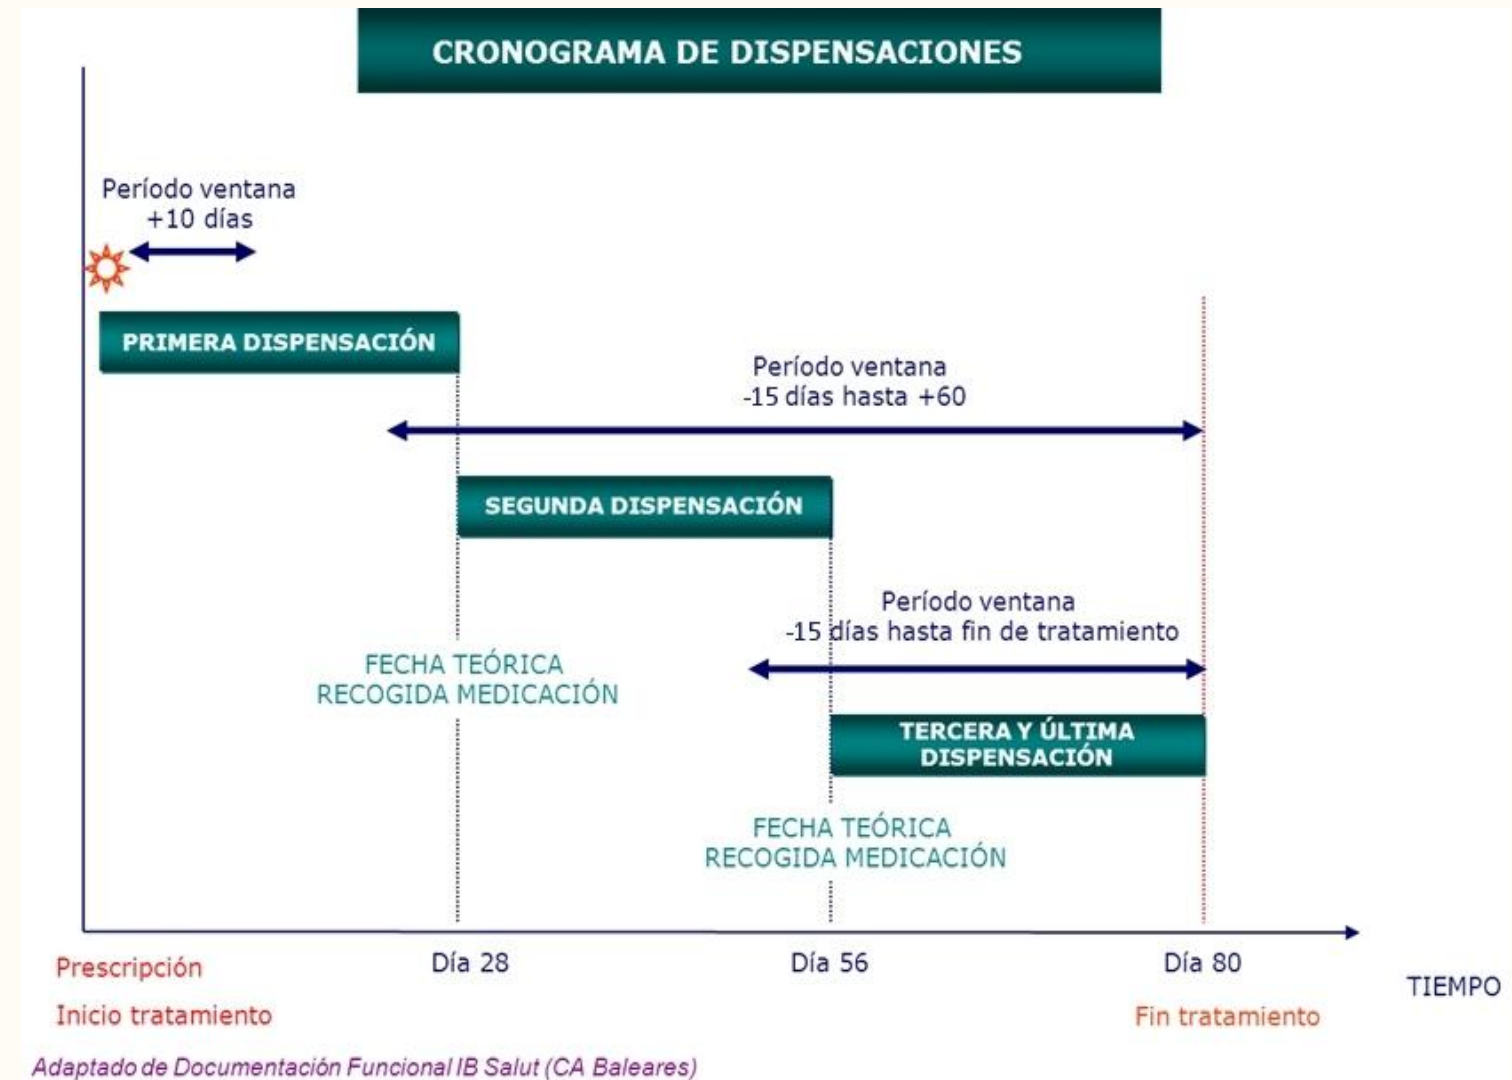 CRONOGRAMA DE DISPENSACIONES
Período ventana
+10 días
PRIMERA DISPENSACIÓN
Período ventana
-15 días hasta +60
SEGUNDA DISPENSACIÓN
Período ventana
-15 días hasta fin de tratamiento
FECHA TEÓRICA
RECOGIDA MEDICACIÓN
TERCERA Y ÚLTIMA
DISPENSACIÓN
FECHA TEÓRICA
RECOGIDA MEDICACIÓN
Prescripción
Día 28
Día 56
Día 80
TIEMPO
Inicio tratamiento
Fin tratamiento
Adaptado de Documentación Funcional IB Salut (CA Baleares)